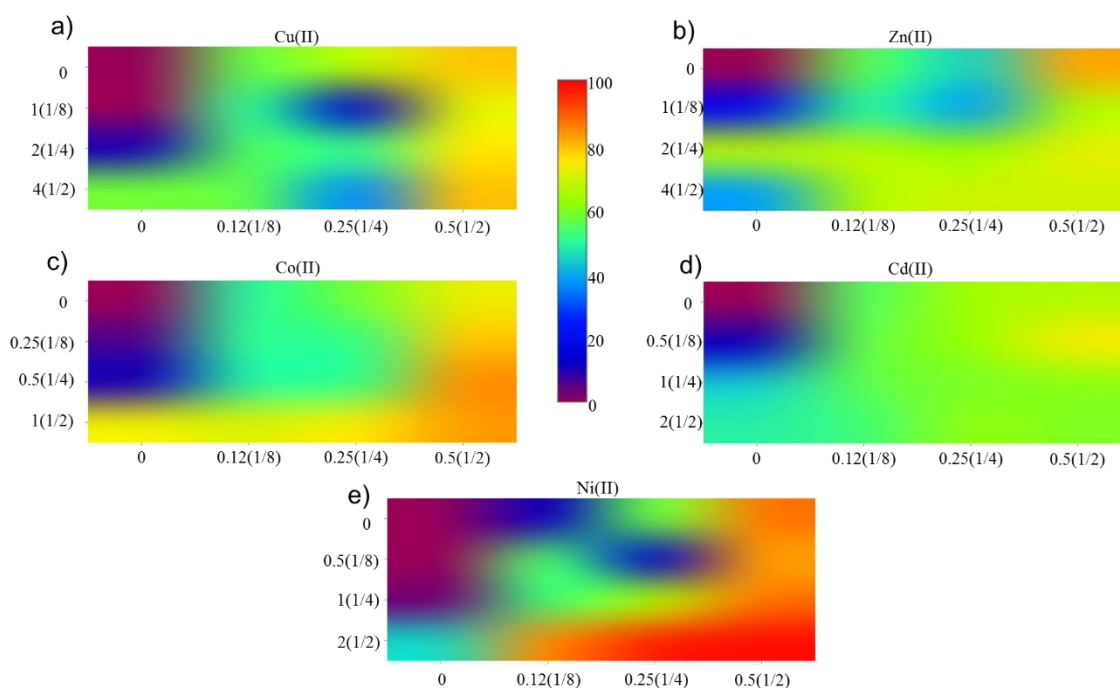 a)
Cu(II)
0
1(1/8)
2(1/4)
4(1/2)
0 0.12(1/8) 0.25(1/4) 0.5(1/2)
b)
Zn(II)
0
1(1/8)
2(1/4)
4(1/2)
0 0.12(1/8) 0.25(1/4) 0.5(1/2)
100
80
60
40
20
0
c)
Co(II)
0
0.25(1/8)
0.5(1/4)
1(1/2)
0 0.12(1/8) 0.25(1/4) 0.5(1/2)
d)
Cd(II)
0
0.5(1/8)
1(1/4)
2(1/2)
0 0.12(1/8) 0.25(1/4) 0.5(1/2)
e)
Ni(II)
0
0.5(1/8)
1(1/4)
2(1/2)
0 0.12(1/8) 0.25(1/4) 0.5(1/2)